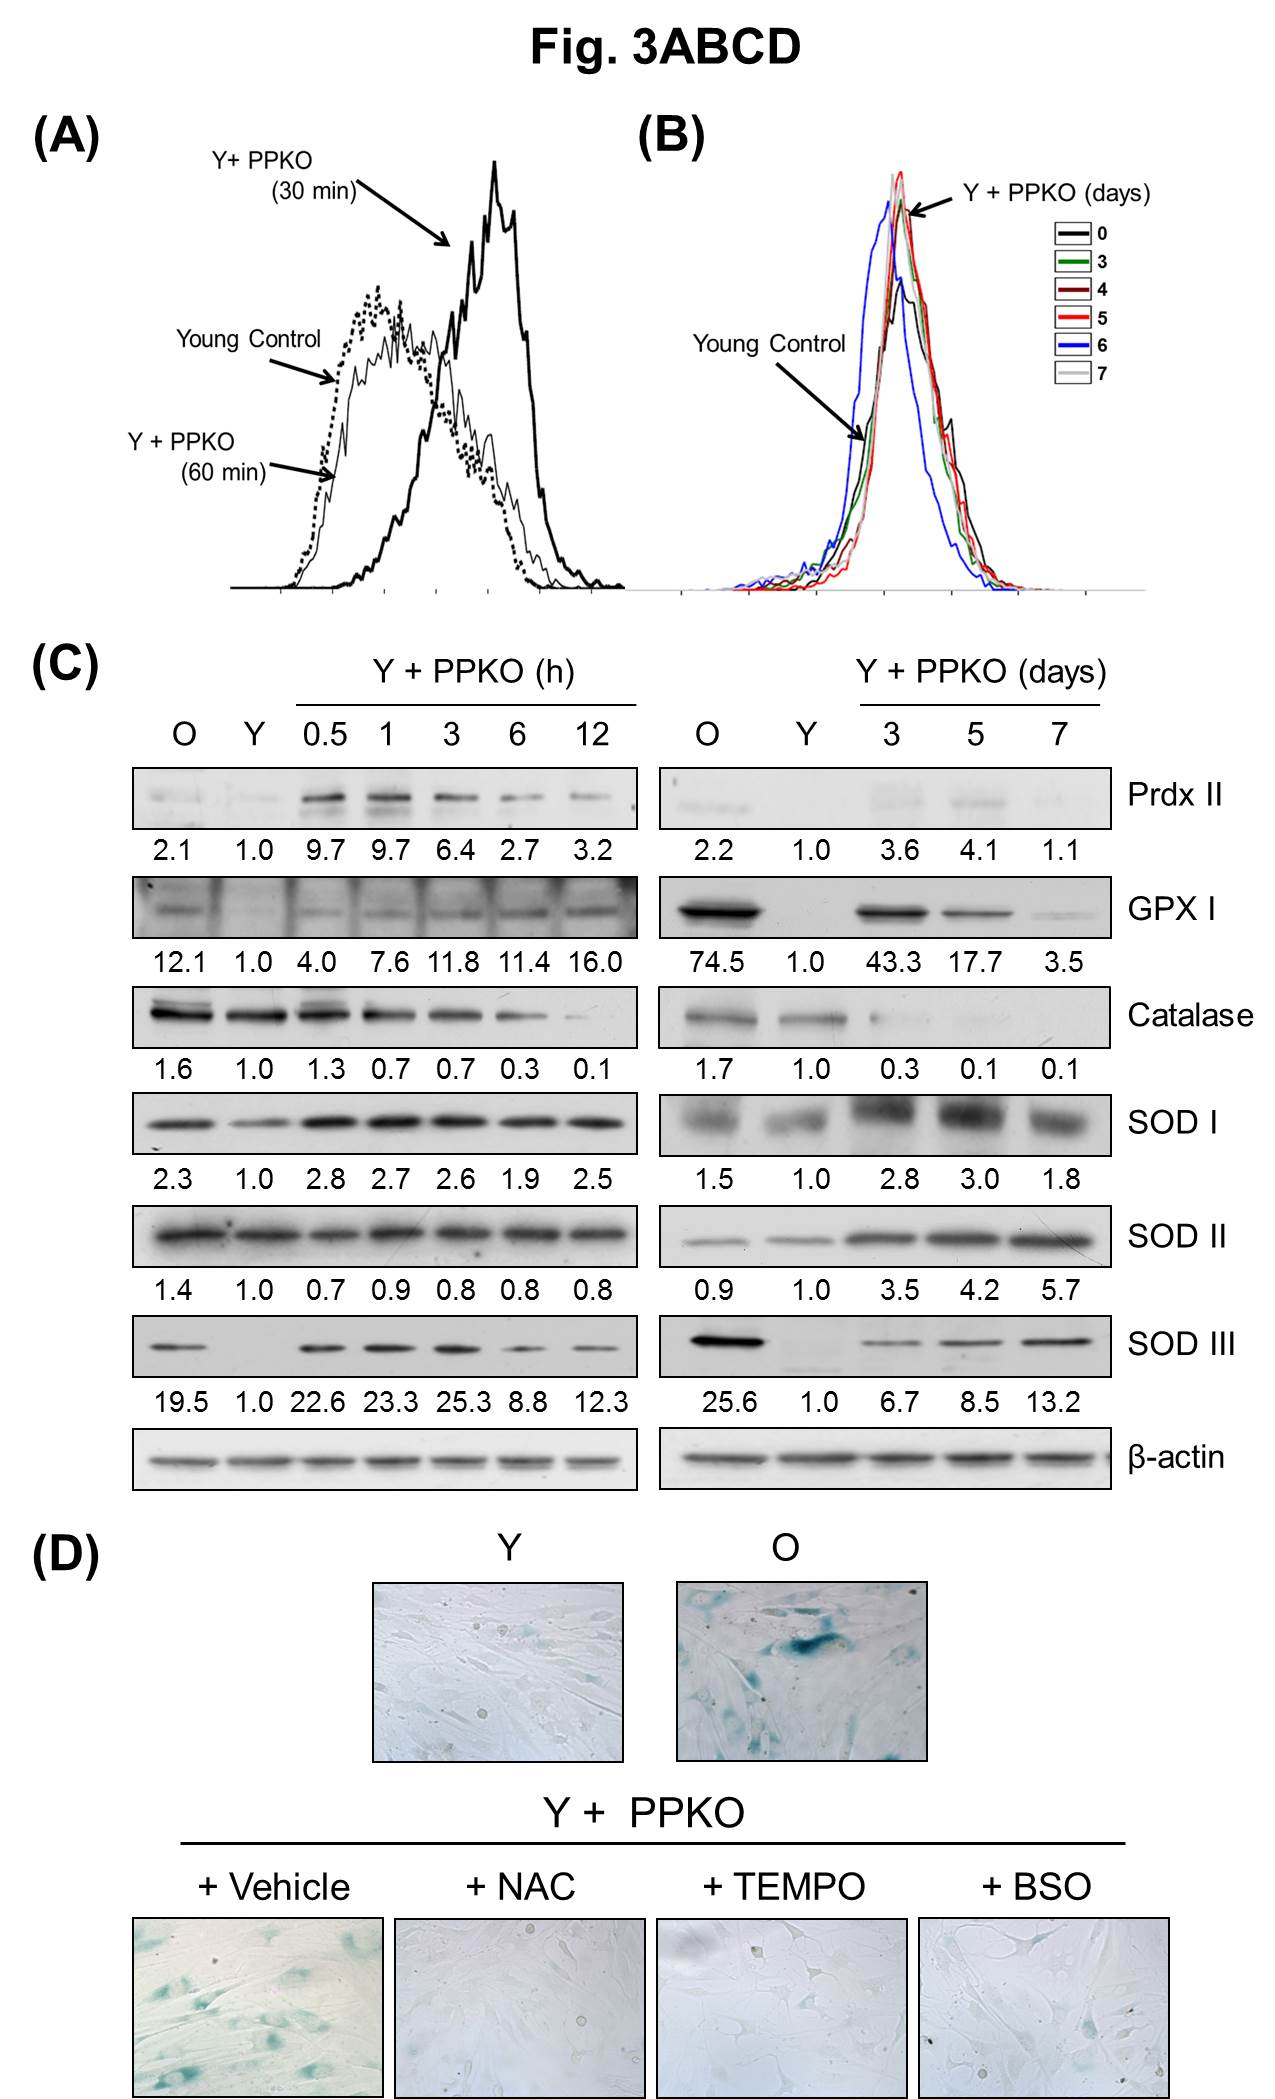 Fig. 3ABCD
(A)
Y+ PPKO
(30 min)
Young Control
Y + PPKO
(60 min)
(B)
Y + PPKO (days)
0
3
4
5
6
7
Young Control
(C)
Y + PPKO (h)
Y + PPKO (days)
O Y 0.5 1 3 6 12
O Y 3 5 7
Prdx II
2.1 1.0 9.7 9.7 6.4 2.7 3.2
2.2 1.0 3.6 4.1 1.1
GPX I
12.1 1.0 4.0 7.6 11.8 11.4 16.0
74.5 1.0 43.3 17.7 3.5
Catalase
1.6 1.0 1.3 0.7 0.7 0.3 0.1
1.7 1.0 0.3 0.1 0.1
SOD I
2.3 1.0 2.8 2.7 2.6 1.9 2.5
1.5 1.0 2.8 3.0 1.8
SOD II
1.4 1.0 0.7 0.9 0.8 0.8 0.8
0.9 1.0 3.5 4.2 5.7
SOD III
19.5 1.0 22.6 23.3 25.3 8.8 12.3
25.6 1.0 6.7 8.5 13.2
β-actin
(D)
Y
O
Y + PPKO
+ Vehicle
+ NAC
+ TEMPO
+ BSO